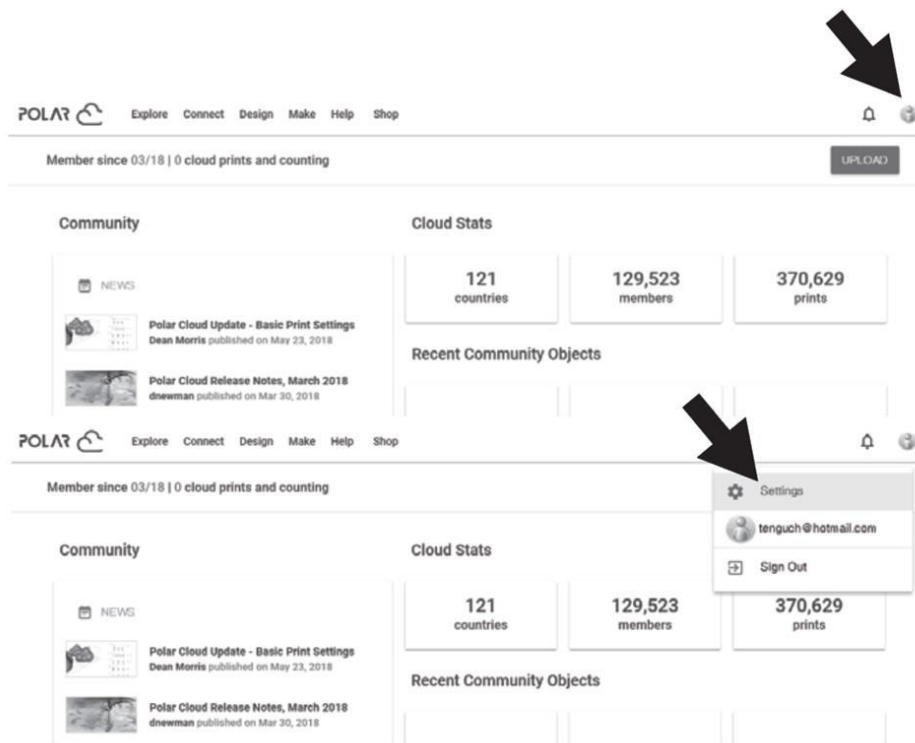 POLAR Explore Connect Design Make Help Shop
Member since 03/18 | 0 cloud prints and counting UPLOAD
Community
NEWS
Polar Cloud Update - Basic Print Settings
Dean Morris published on May 23, 2018
Polar Cloud Release Notes, March 2018
dnewman published on Mar 30, 2018
Cloud Stats
121
countries
129,523
members
370,629
prints
Recent Community Objects
POLAR Explore Connect Design Make Help Shop
Member since 03/18 | 0 cloud prints and counting
Settings
tenguch@hotmail.com
Sign Out
Community
NEWS
Polar Cloud Update - Basic Print Settings
Dean Morris published on May 23, 2018
Polar Cloud Release Notes, March 2018
dnewman published on Mar 30, 2018
Cloud Stats
121
countries
129,523
members
370,629
prints
Recent Community Objects